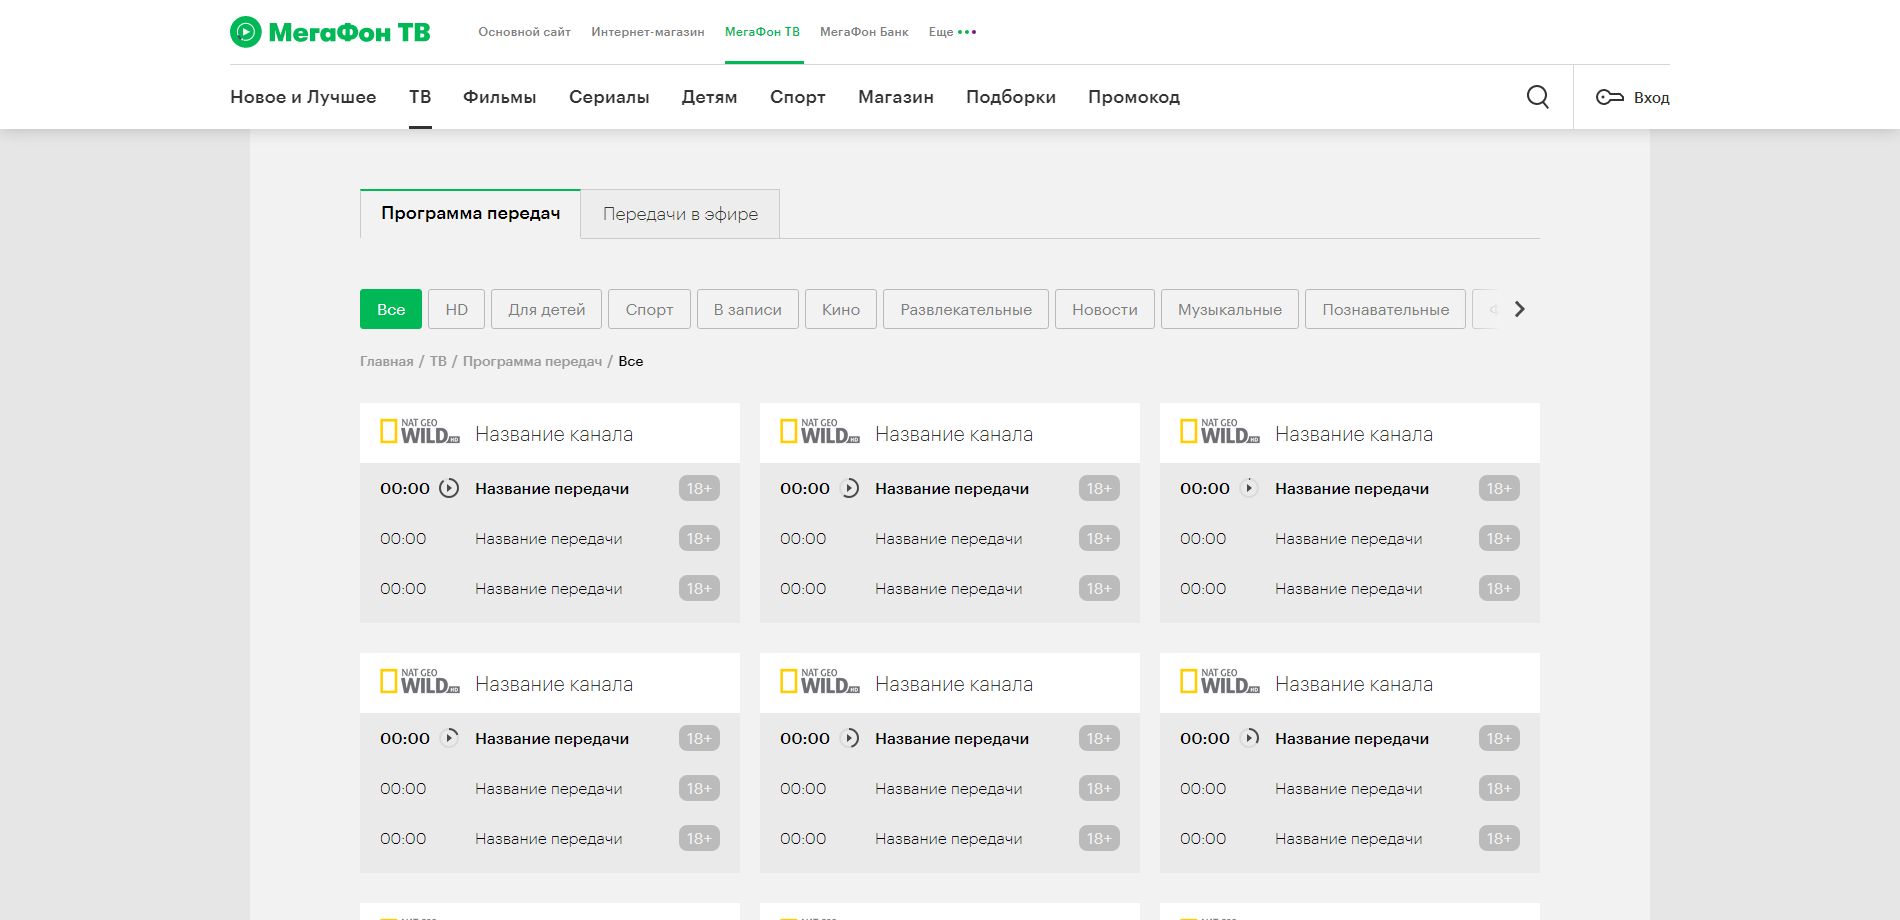 МегаФон ТВ
Основной сайт Интернет-магазин МегаФон ТВ МегаФон Банк Еще
Новое и Лучшее ТВ Фильмы Сериалы Детям Спорт Магазин Подборки Промокод Вход
Программа передач Передачи в эфире
Все HD Для детей Спорт В записи Кино Развлекательные Новости Музыкальные Познавательные
Главная / ТВ / Программа передач / Все
NAT GEO WILD HD Название канала
00:00 Название передачи 18+
00:00 Название передачи 18+
00:00 Название передачи 18+
NAT GEO WILD HD Название канала
00:00 Название передачи 18+
00:00 Название передачи 18+
00:00 Название передачи 18+
NAT GEO WILD HD Название канала
00:00 Название передачи 18+
00:00 Название передачи 18+
00:00 Название передачи 18+
NAT GEO WILD HD Название канала
00:00 Название передачи 18+
00:00 Название передачи 18+
00:00 Название передачи 18+
NAT GEO WILD HD Название канала
00:00 Название передачи 18+
00:00 Название передачи 18+
00:00 Название передачи 18+
NAT GEO WILD HD Название канала
00:00 Название передачи 18+
00:00 Название передачи 18+
00:00 Название передачи 18+